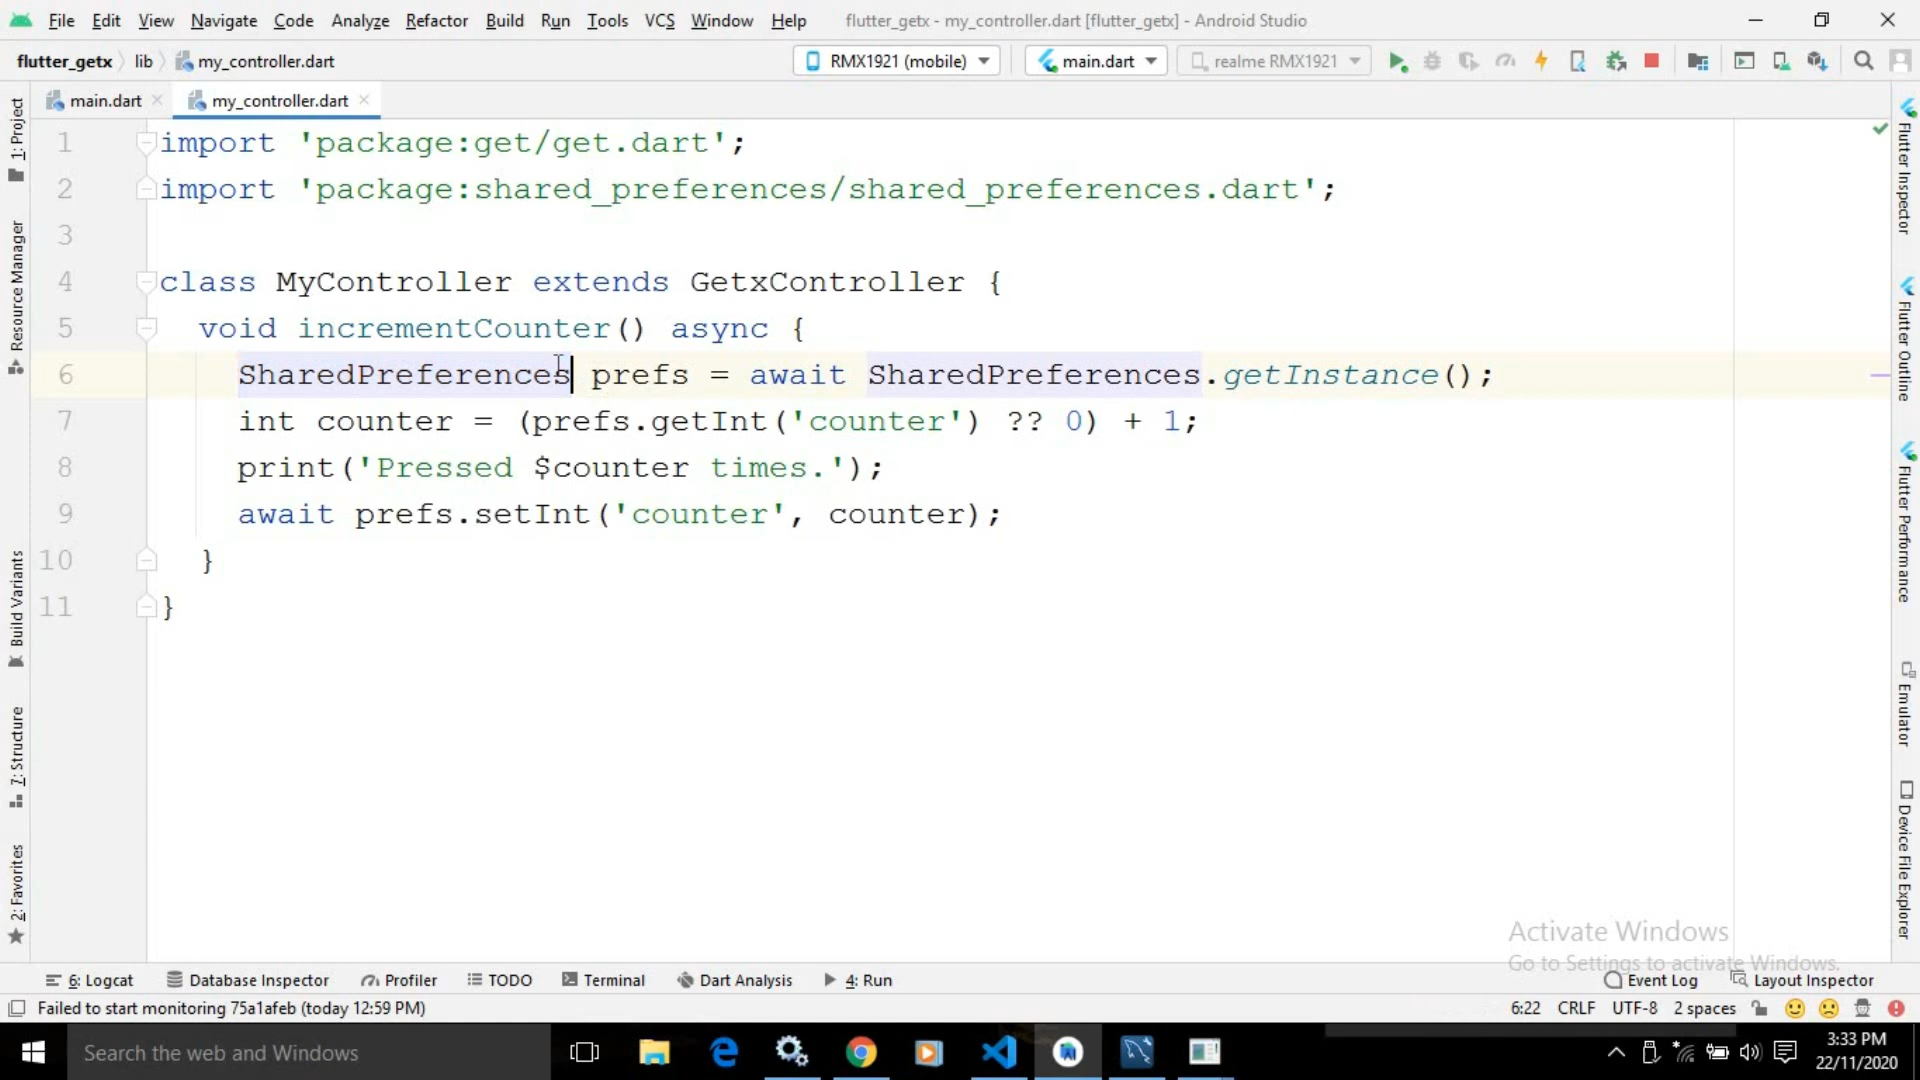 File Edit View Navigate Code Analyze Refactor Build Run Tools VCS Window Help flutter_getx - my_controller.dart [flutter_getx] - Android Studio
flutter_getx lib my_controller.dart RMX1921 (mobile) main.dart realme RMX1921
main.dart my_controller.dart
1 import 'package:get/get.dart';
2 import 'package:shared_preferences/shared_preferences.dart';
3
4 class MyController extends GetxController {
5 void incrementCounter() async {
6 SharedPreferences prefs = await SharedPreferences.getInstance();
7 int counter = (prefs.getInt('counter') ?? 0) + 1;
8 print('Pressed $counter times.');
9 await prefs.setInt('counter', counter);
10 }
11 }
1: Project
Resource Manager
Build Variants
7: Structure
2: Favorites
Flutter Inspector
Flutter Outline
Flutter Performance
Emulator
Device File Explorer
Activate Windows
Go to Settings to activate Windows.
6: Logcat Database Inspector Profiler TODO Terminal Dart Analysis 4: Run Event Log Layout Inspector
Failed to start monitoring 75a1afeb (today 12:59 PM) 6:22 CRLF UTF-8 2 spaces
Search the web and Windows
3:33 PM
22/11/2020